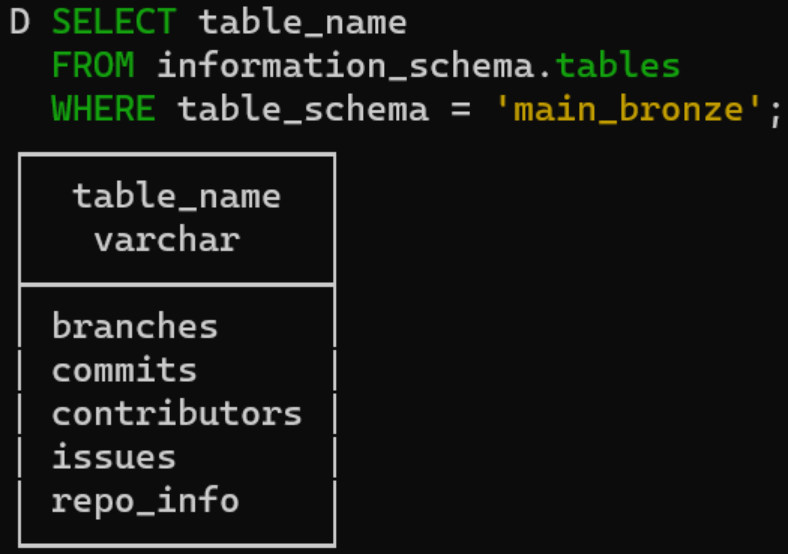 D SELECT table_name
FROM information_schema.tables
WHERE table_schema = 'main_bronze';
table_name
varchar
branches
commits
contributors
issues
repo_info